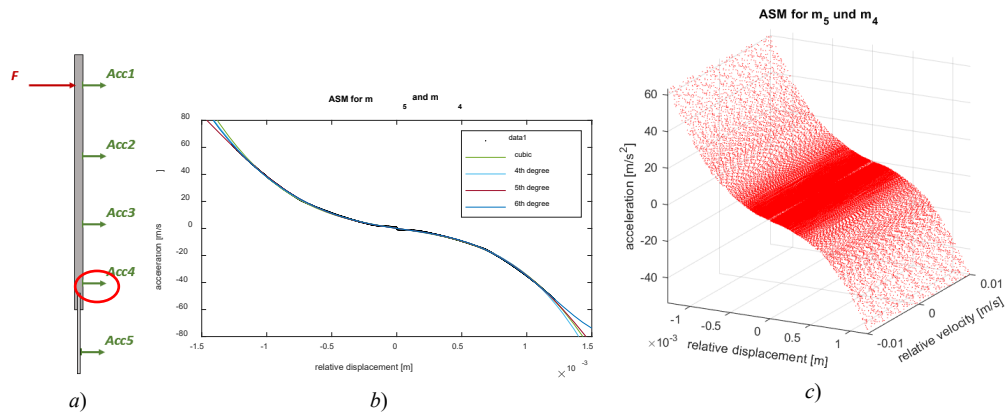 F
Acc1
Acc2
Acc3
Acc4
Acc5
a)
ASM for m 5 and m 4
80
60
40
20
0
-20
-40
-60
-80
acceleration [m/s
]
data1
cubic
4th degree
5th degree
6th degree
-1.5
-1
-0.5
0
0.5
1
1.5
× 10 -3
relative displacement [m]
b)
ASM for m5 und m4
60
40
20
0
-20
-40
acceleration [m/s2]
-1
-0.5
0
0.5
1
×10-3
relative displacement [m]
-0.01
0
0.01
relative velocity [m/s]
c)